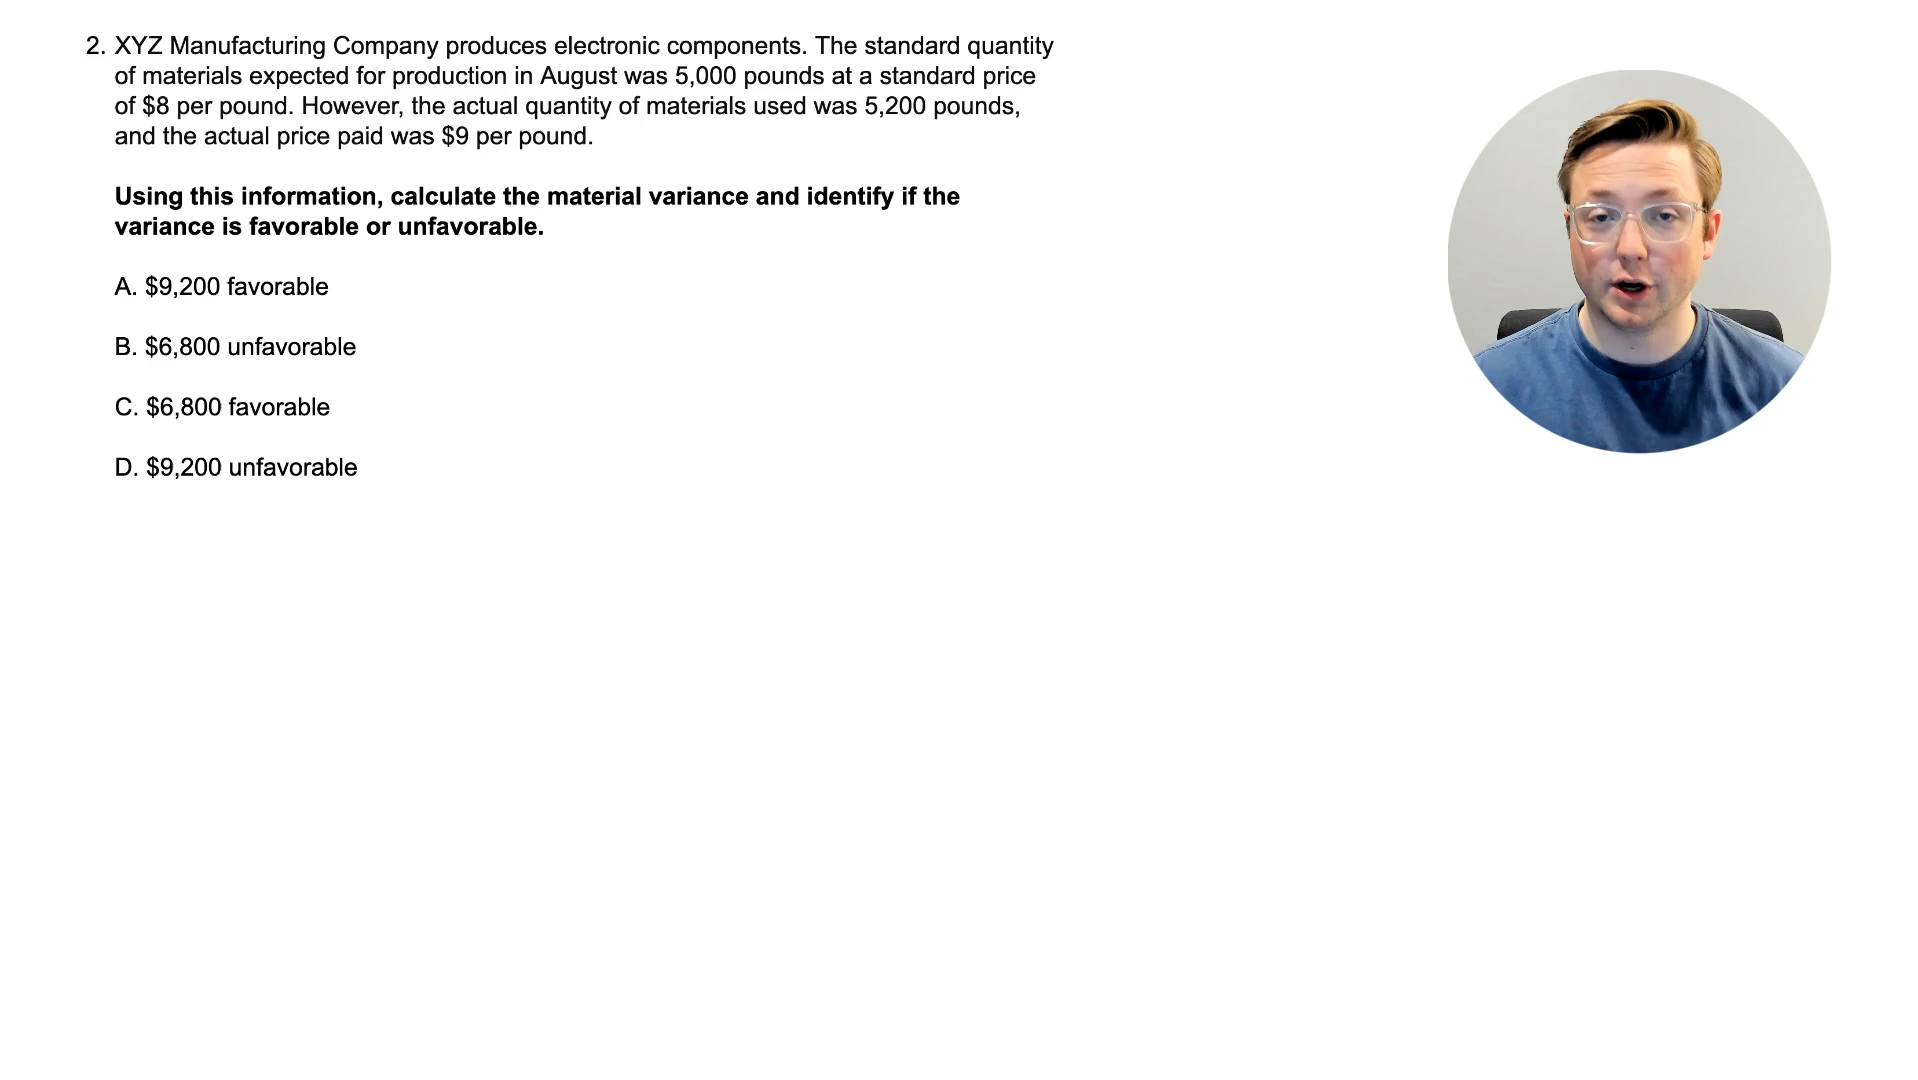 2. XYZ Manufacturing Company produces electronic components. The standard quantity
of materials expected for production in August was 5,000 pounds at a standard price
of $8 per pound. However, the actual quantity of materials used was 5,200 pounds,
and the actual price paid was $9 per pound.
Using this information, calculate the material variance and identify if the
variance is favorable or unfavorable.
A. $9,200 favorable
B. $6,800 unfavorable
C. $6,800 favorable
D. $9,200 unfavorable